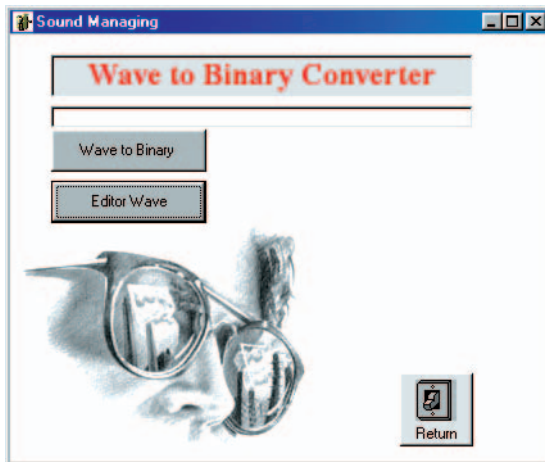 Sound Managing
Wave to Binary Converter
Wave to Binary
Editor Wave
Return